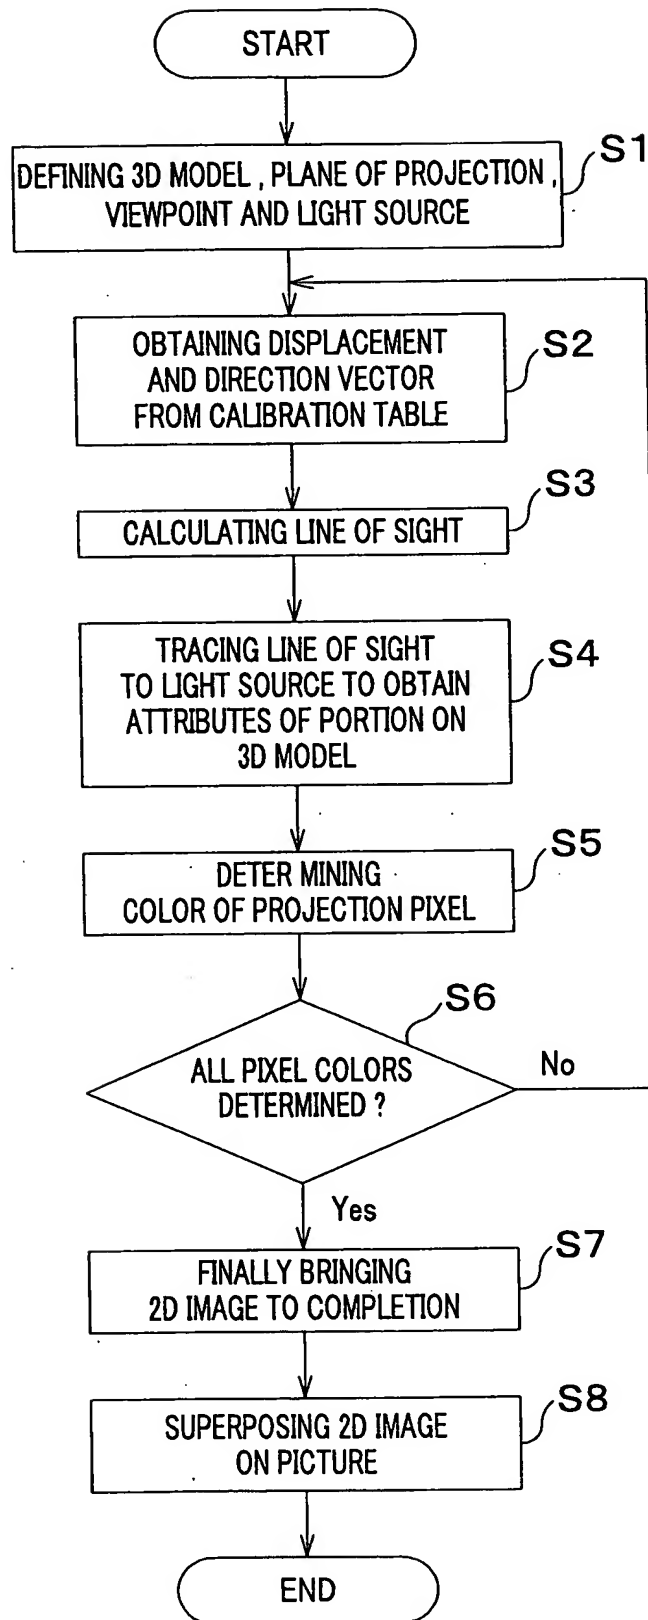 START
S1
DEFINING 3D MODEL , PLANE OF PROJECTION ,
VIEWPOINT AND LIGHT SOURCE
S2
OBTAINING DISPLACEMENT
AND DIRECTION VECTOR
FROM CALIBRATION TABLE
S3
CALCULATING LINE OF SIGHT
S4
TRACING LINE OF SIGHT
TO LIGHT SOURCE TO OBTAIN
ATTRIBUTES OF PORTION ON
3D MODEL
S5
DETER MINING
COLOR OF PROJECTION PIXEL
S6
ALL PIXEL COLORS
DETERMINED ?
No
Yes
S7
FINALLY BRINGING
2D IMAGE TO COMPLETION
S8
SUPERPOSING 2D IMAGE
ON PICTURE
END